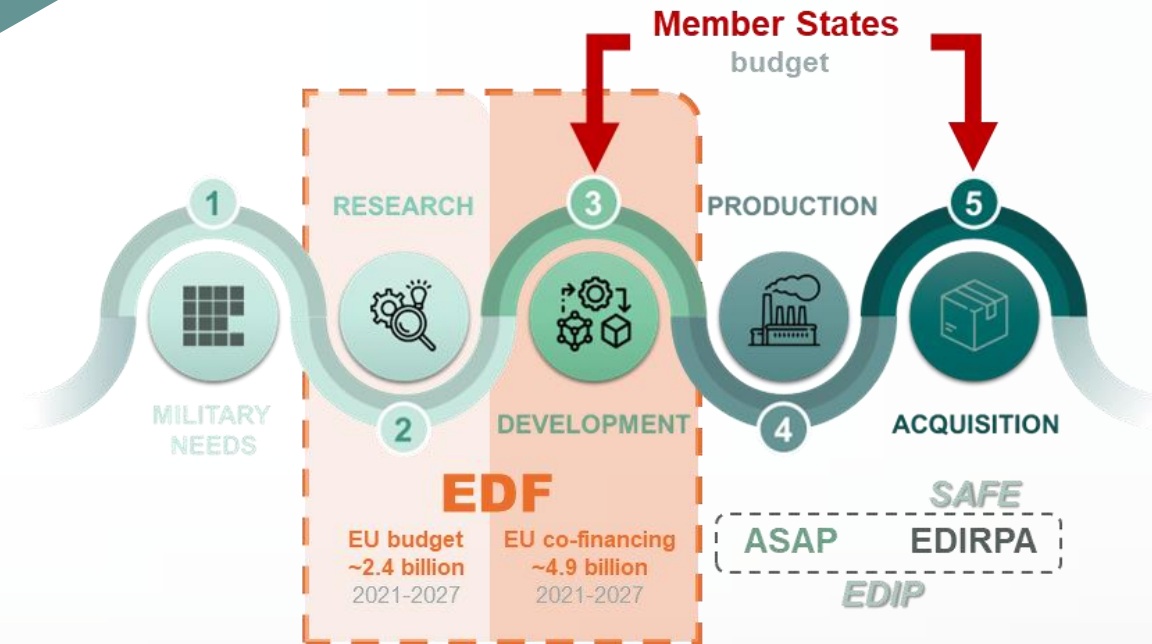 Member States
budget
1
RESEARCH
3
PRODUCTION
5
MILITARY
NEEDS
2
DEVELOPMENT
4
ACQUISITION
EDF
EU budget
~2.4 billion
2021-2027
EU co-financing
~4.9 billion
2021-2027
SAFE
ASAP
EDIRPA
EDIP